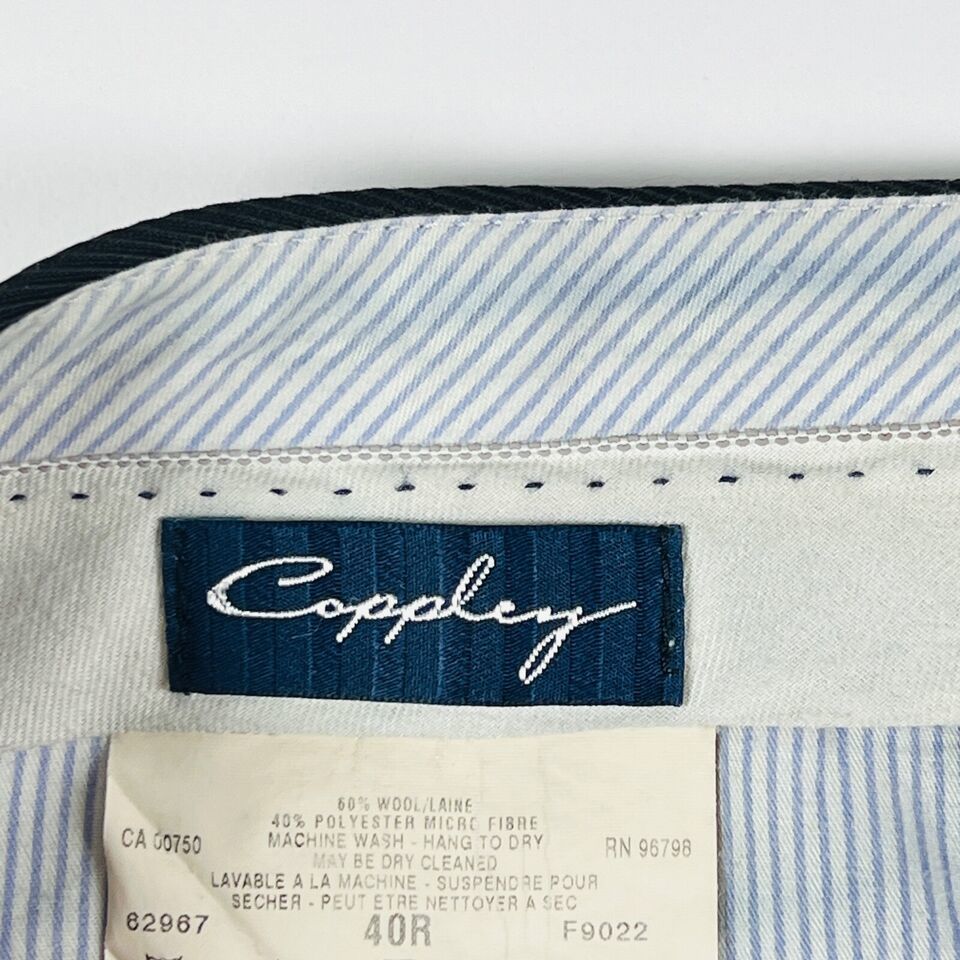 Coppley
60% WOOL/LAINE
40% POLYESTER MICRO FIBRE
CA 00750 MACHINE WASH - HANG TO DRY RN 96798
MAY BE DRY CLEANED
LAVABLE A LA MACHINE - SUSPENDRE POUR
SECHER - PEUT ETRE NETTOYER A SEC
62967 40R F9022